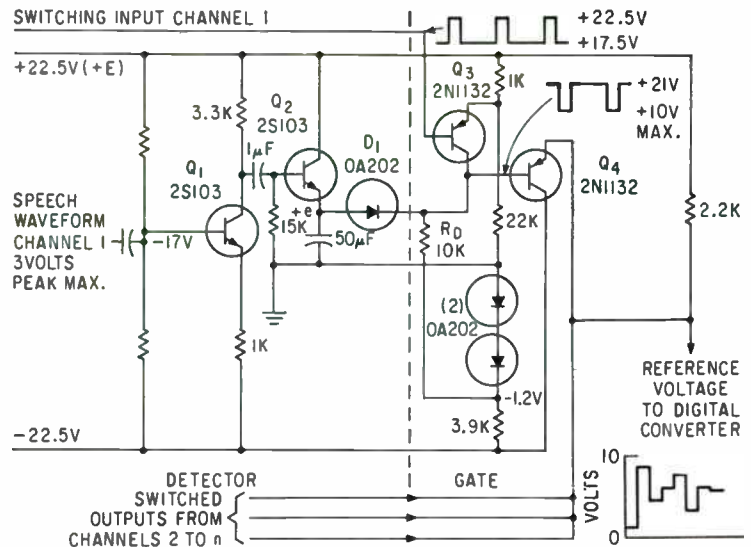 SWITCHING INPUT CHANNEL 1
+22.5V
+17.5V
+22.5V (+E)
3.3K
Q2
2S103
Q3
2N1132
1K
+21V
+10V
MAX.
1µF
D1
OA202
Q1
2S103
Q4
2N1132
SPEECH
WAVEFORM
CHANNEL 1
3VOLTS
PEAK MAX.
-17V
+e
15K
50µF
RD
10K
22K
2.2K
(2)
OA202
1K
-1.2V
3.9K
REFERENCE
VOLTAGE
TO DIGITAL
CONVERTER
-22.5V
DETECTOR
GATE
SWITCHED
OUTPUTS FROM
CHANNELS 2 TO n
VOLTS
10
0